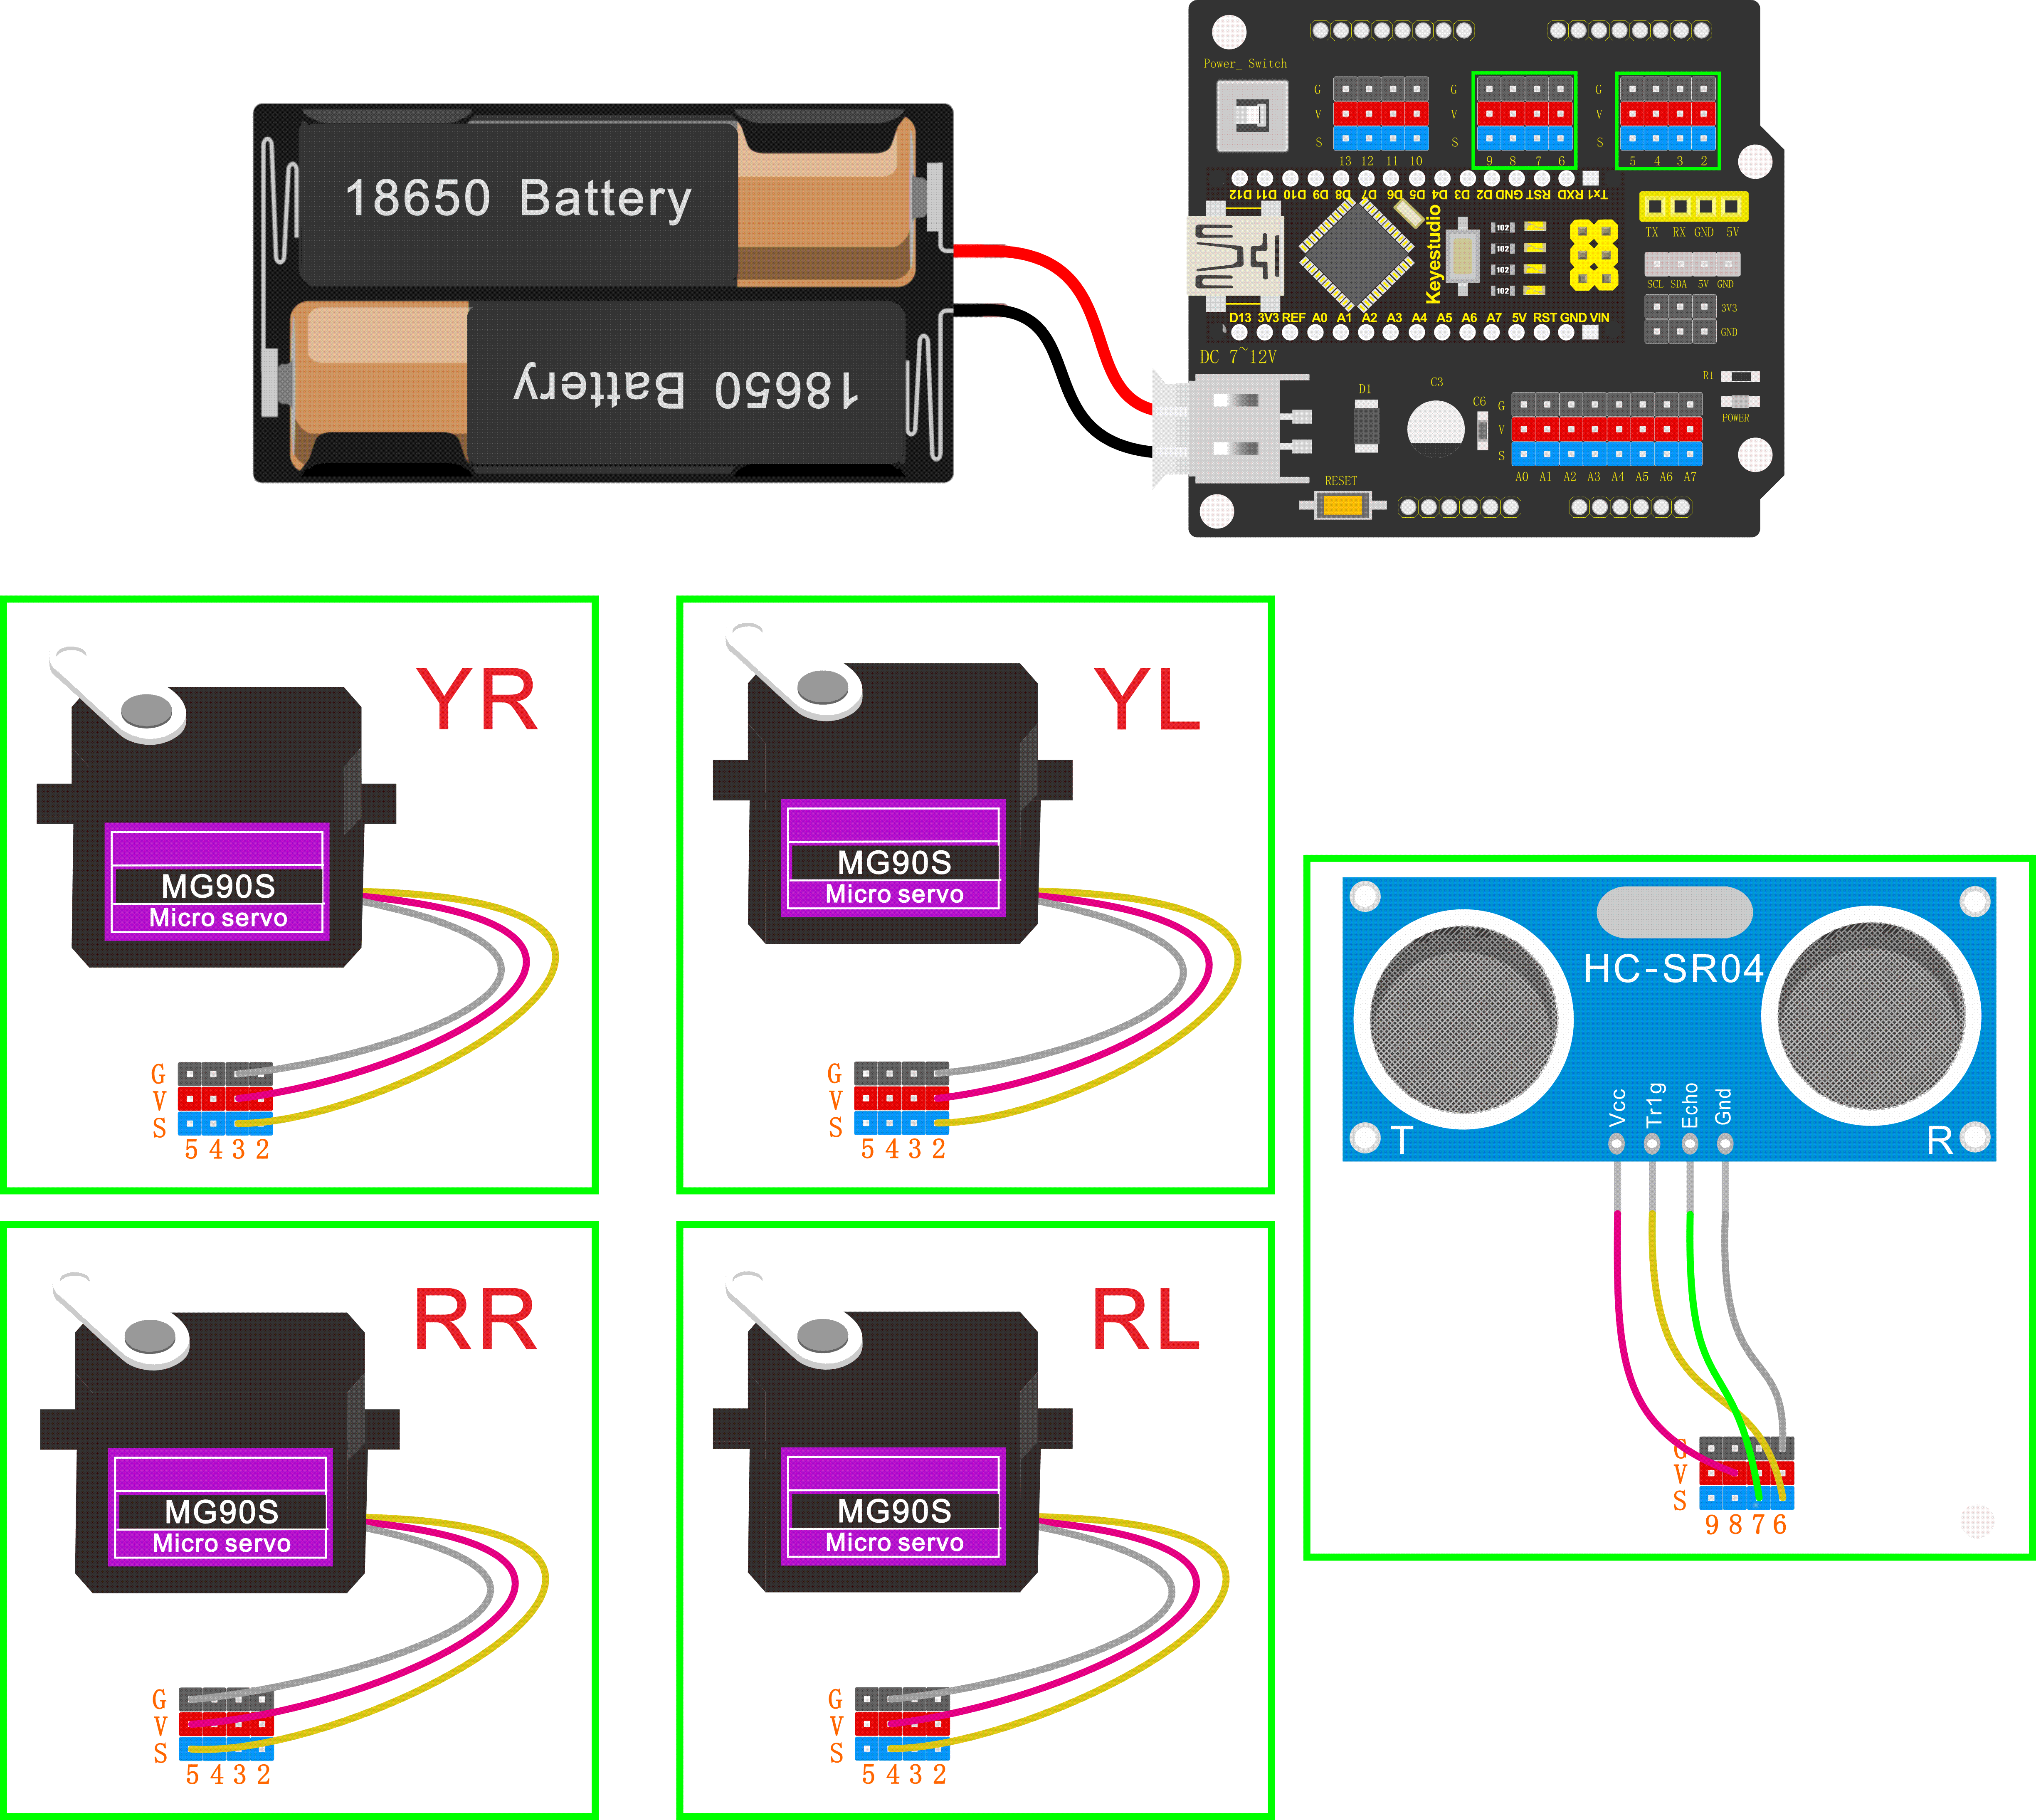 18650 Battery
18650 Battery
Power_ Switch
G
V
S
13 12 11 10
G
V
S
9 8 7 6
G
V
S
5 4 3 2
D12 D11 D10 D9 D8 D7 D6 D5 D4 D3 D2 GND RST RXD Tx1
Keyestudio
102
102
102
102
TX RX GND 5V
SCL SDA 5V GND
3V3
GND
D13 3V3 REF A0 A1 A2 A3 A4 A5 A6 A7 5V RST GND VIN
DC 7~12V
D1
C3
C6
R1
POWER
G
V
S
A0 A1 A2 A3 A4 A5 A6 A7
RESET
YR
MG90S
Micro servo
G
V
S
5 4 3 2
YL
MG90S
Micro servo
G
V
S
5 4 3 2
RR
MG90S
Micro servo
G
V
S
5 4 3 2
RL
MG90S
Micro servo
G
V
S
5 4 3 2
HC-SR04
Vcc
Tr1g
Echo
Gnd
T
R
G
V
S
9 8 7 6